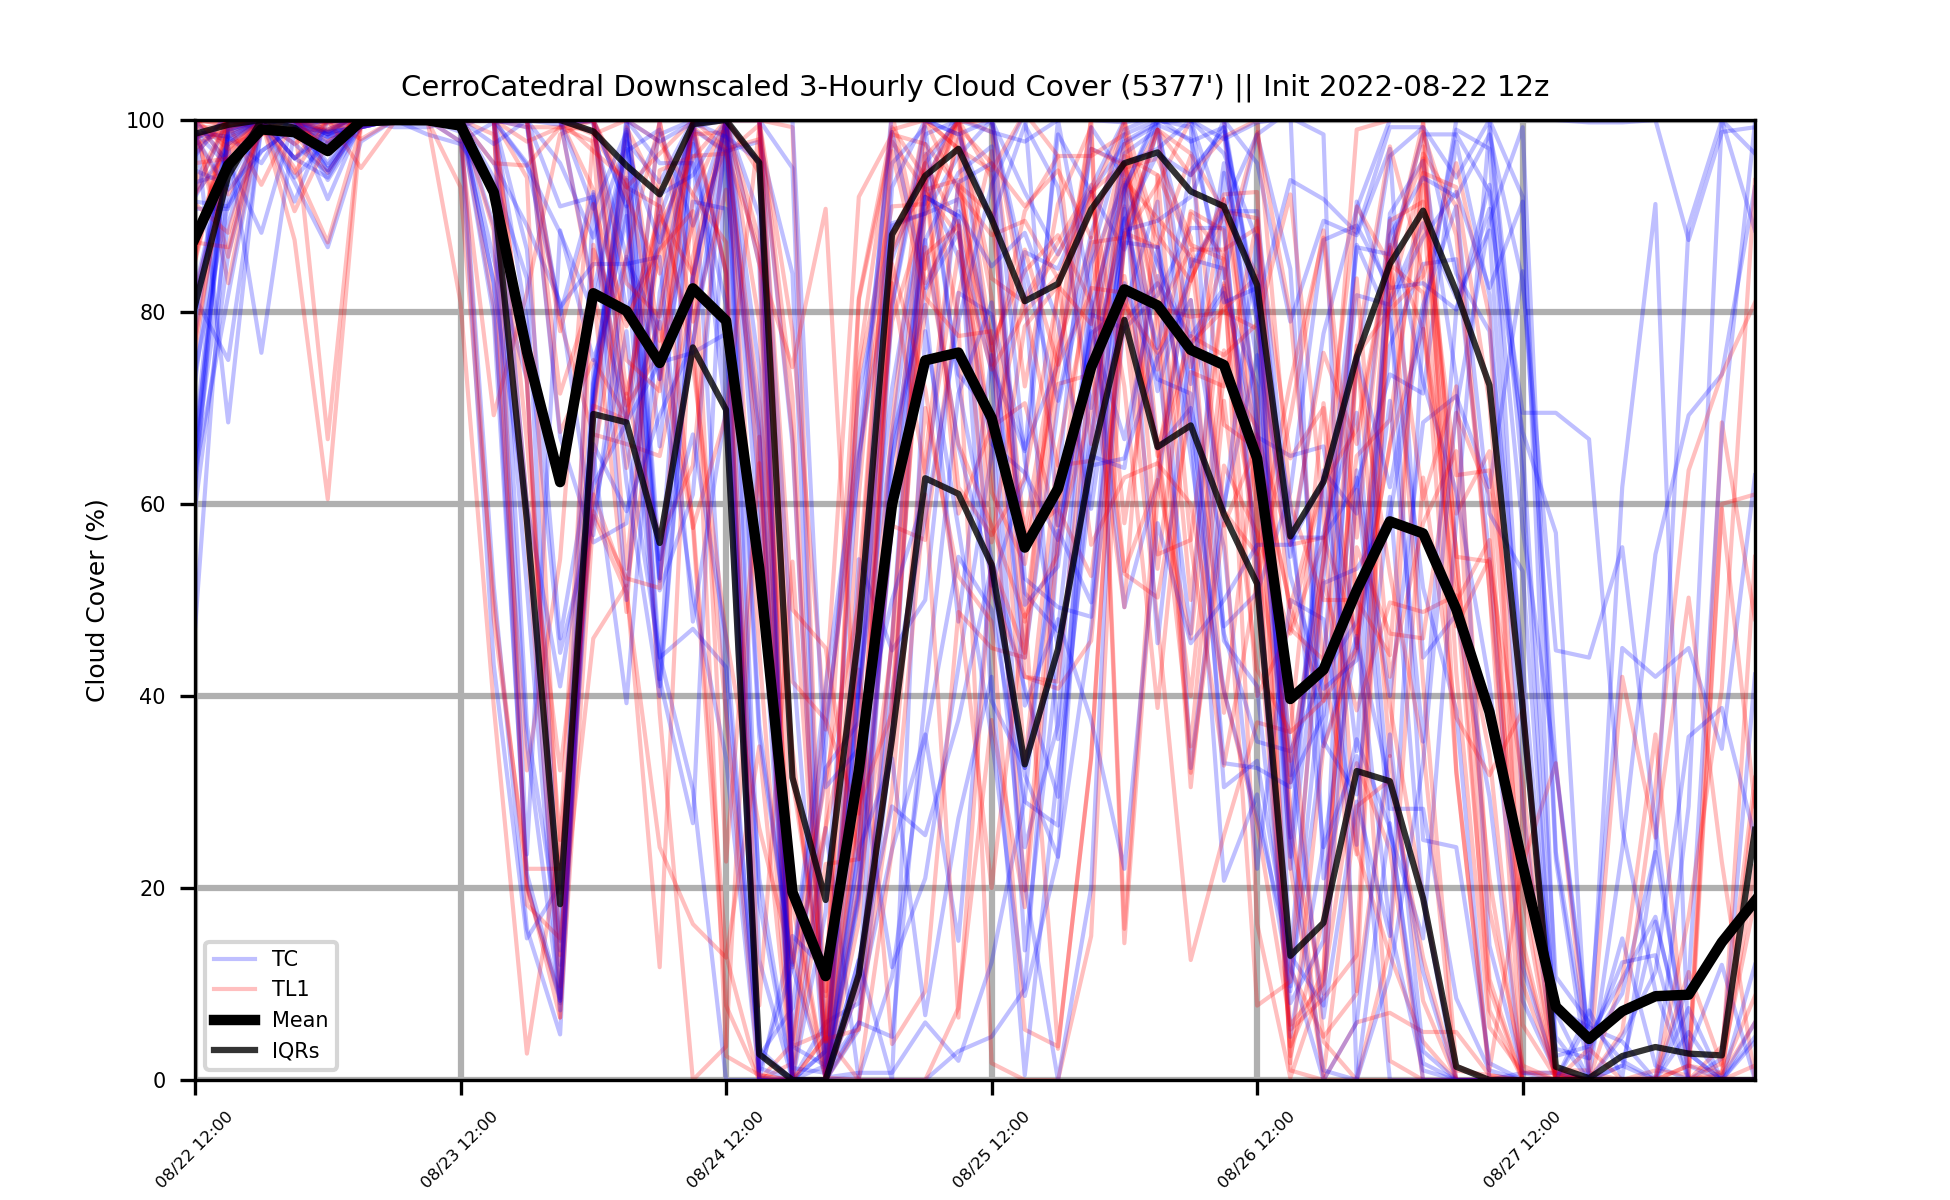 CerroCatedral Downscaled 3-Hourly Cloud Cover (5377') || Init 2022-08-22 12z
100
80
60
40
20
0
Cloud Cover (%)
TC
TL1
Mean
IQRs
08/22 12:00
08/23 12:00
08/24 12:00
08/25 12:00
08/26 12:00
08/27 12:00